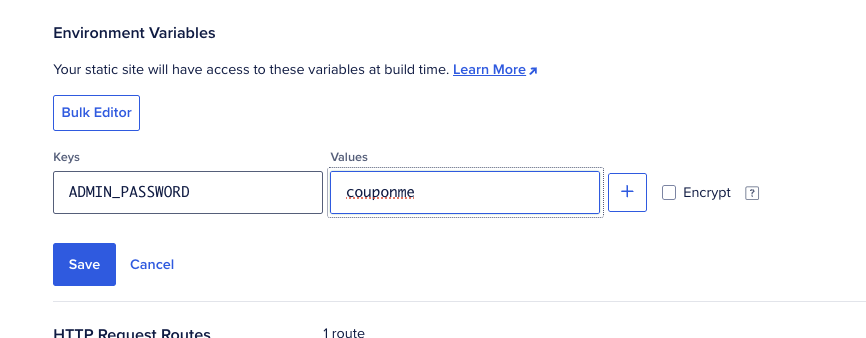 Environment Variables
Your static site will have access to these variables at build time. Learn More
Bulk Editor
Keys Values
ADMIN_PASSWORD couponme + Encrypt ?
Save Cancel
HTTP Request Routes 1 route